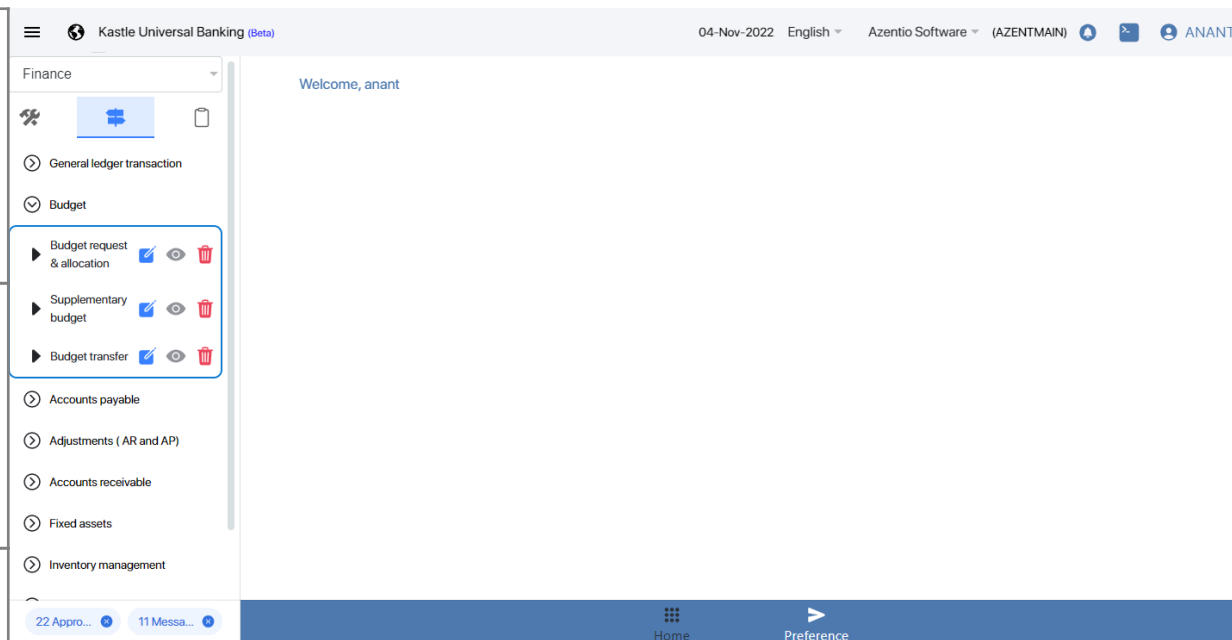 Kastle Universal Banking (Beta)
04-Nov-2022 English Azentio Software (AZENTMAIN) ANANT
Finance
Welcome, anant
General ledger transaction
Budget
Budget request
& allocation
Supplementary
budget
Budget transfer
Accounts payable
Adjustments ( AR and AP)
Accounts receivable
Fixed assets
Inventory management
22 Appro...
11 Messa...
Home
Preference